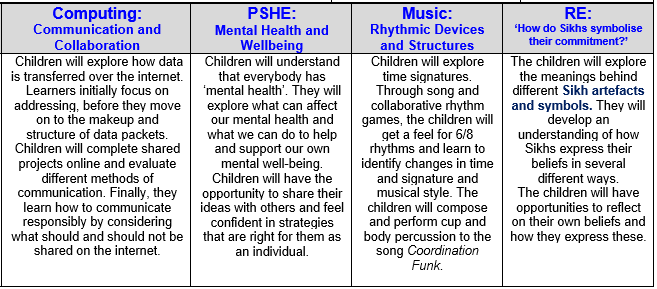 Computing:
Communication and
Collaboration
Children will explore how data
is transferred over the internet.
Learners initially focus on
addressing, before they move
on to the makeup and
structure of data packets.
Children will complete shared
projects online and evaluate
different methods of
communication. Finally, they
learn how to communicate
responsibly by considering
what should and should not be
shared on the internet.
PSHE:
Mental Health and
Wellbeing
Children will understand
that everybody has
‘mental health’. They will
explore what can affect
our mental health and
what we can do to help
and support our own
mental well-being.
Children will have the
opportunity to share their
ideas with others and feel
confident in strategies
that are right for them as
an individual.
Music:
Rhythmic Devices
and Structures
Children will explore
time signatures.
Through song and
collaborative rhythm
games, the children will
get a feel for 6/8
rhythms and learn to
identify changes in time
and signature and
musical style. The
children will compose
and perform cup and
body percussion to the
song Coordination
Funk.
RE:
‘How do Sikhs symbolise
their commitment?’
The children will explore
the meanings behind
different Sikh artefacts
and symbols. They will
develop an
understanding of how
Sikhs express their
beliefs in several
different ways.
The children will have
opportunities to reflect
on their own beliefs and
how they express these.